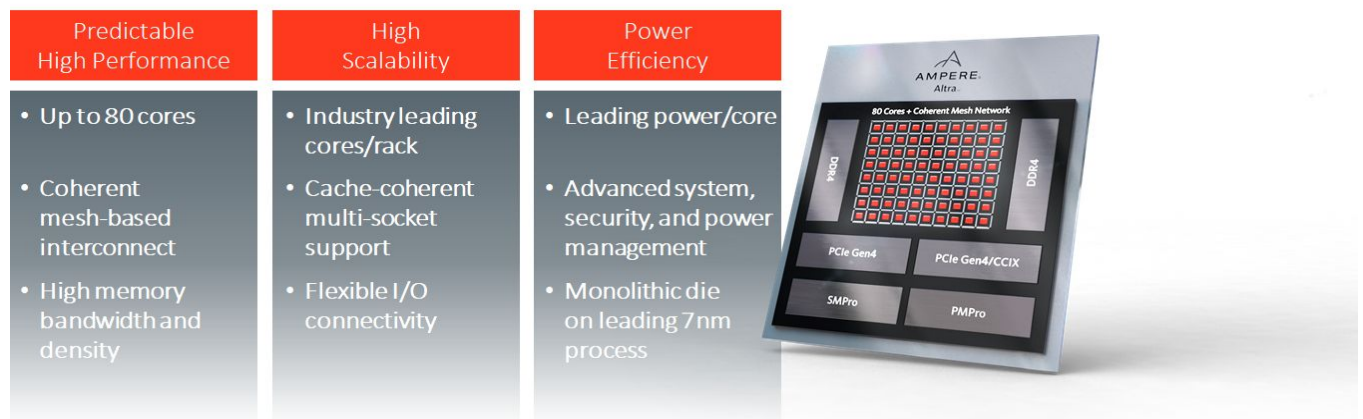 Predictable
High Performance
• Up to 80 cores
• Coherent
mesh-based
interconnect
• High memory
bandwidth and
density
High
Scalability
• Industry leading
cores/rack
• Cache-coherent
multi-socket
support
• Flexible I/O
connectivity
Power
Efficiency
• Leading power/core
• Advanced system,
security, and power
management
• Monolithic die
on leading 7nm
process
AMPERE.
Altra™
80 Cores + Coherent Mesh Network
DDR4
DDR4
PCIe Gen4
PCIe Gen4/CCIX
SMPro
PMPro